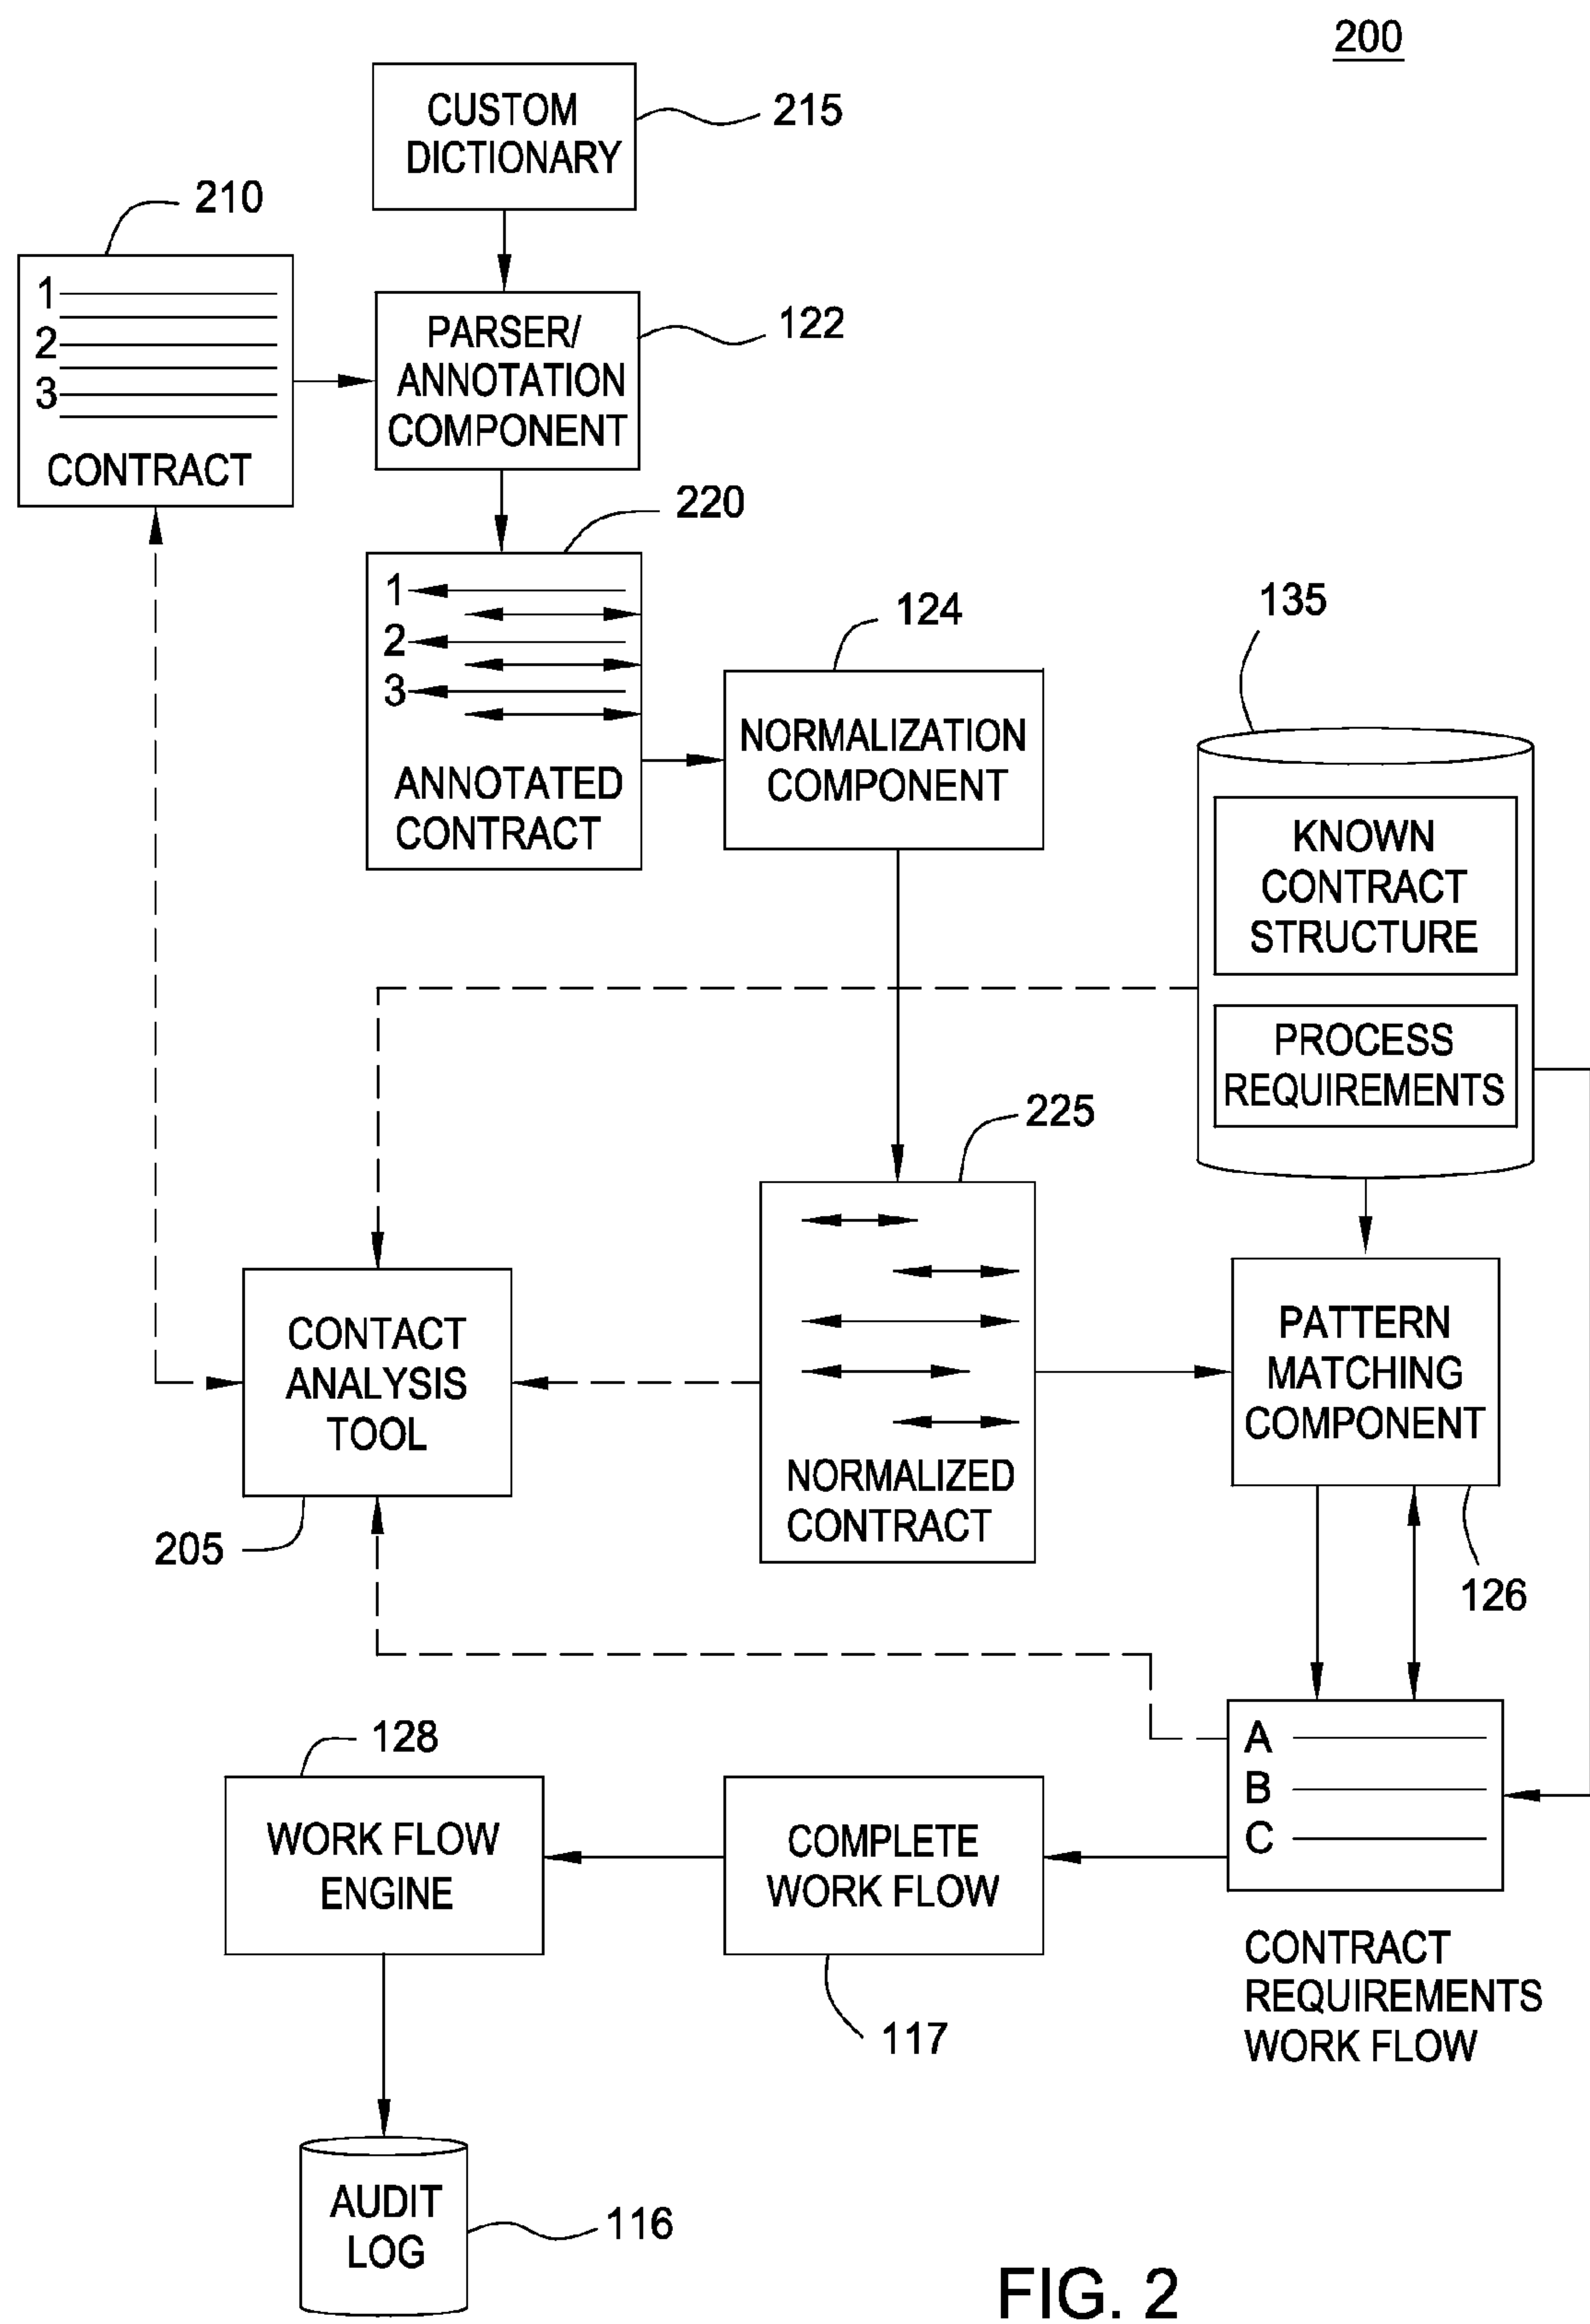 200
CUSTOM
DICTIONARY
215
210
1
2
3
CONTRACT
PARSER/
ANNOTATION
COMPONENT
122
220
1
2
3
ANNOTATED
CONTRACT
124
NORMALIZATION
COMPONENT
135
KNOWN
CONTRACT
STRUCTURE
PROCESS
REQUIREMENTS
225
NORMALIZED
CONTRACT
CONTACT
ANALYSIS
TOOL
205
PATTERN
MATCHING
COMPONENT
126
A
B
C
CONTRACT
REQUIREMENTS
WORK FLOW
128
WORK FLOW
ENGINE
COMPLETE
WORK FLOW
117
AUDIT
LOG
116
FIG. 2